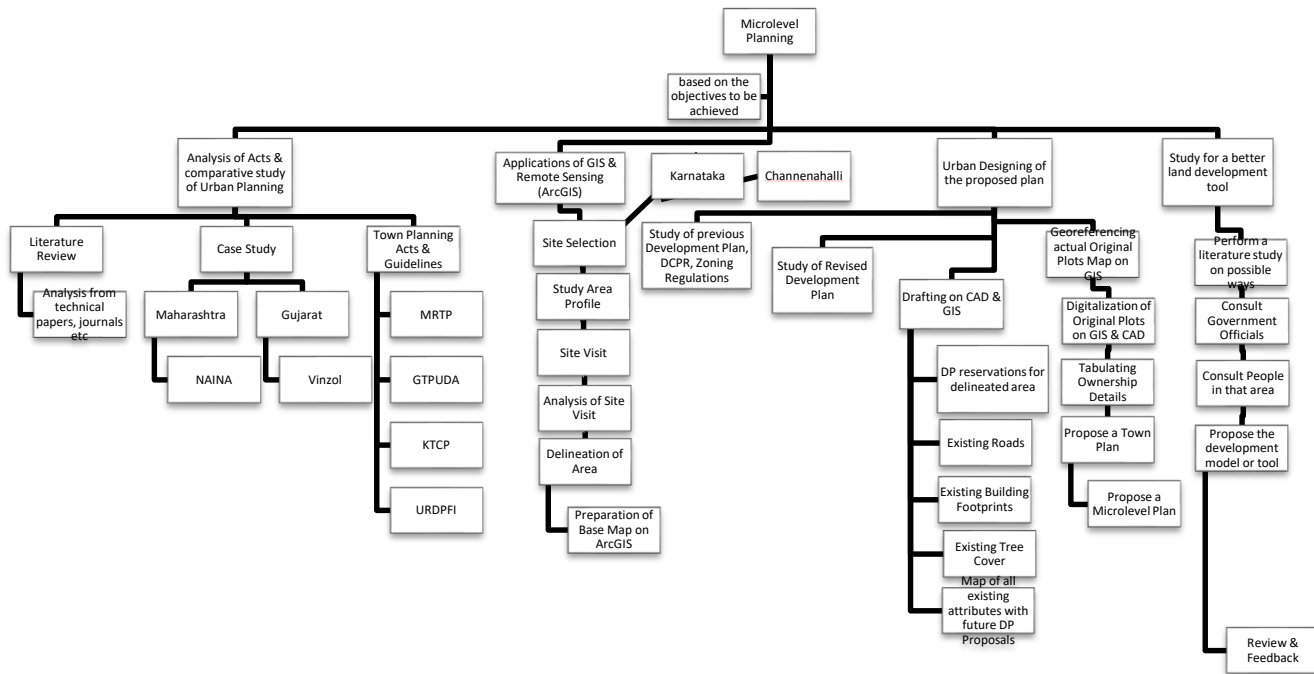 Microlevel
Planning
based on the
objectives to be
achieved
Analysis of Acts &
comparative study
of Urban Planning
Applications of GIS &
Remote Sensing
(ArcGIS)
Karnataka
Channenahalli
Urban Designing of
the proposed plan
Study for a better
land development
tool
Literature
Review
Analysis from
technical
papers, journals
etc
Case Study
Maharashtra
NAINA
Gujarat
Vinzol
Town Planning
Acts &
Guidelines
MRTP
GTPUDA
KTCP
URDPFI
Site Selection
Study Area
Profile
Site Visit
Analysis of Site
Visit
Delineation of
Area
Preparation of
Base Map on
ArcGIS
Study of previous
Development Plan,
DCPR, Zoning
Regulations
Study of Revised
Development
Plan
Drafting on CAD &
GIS
DP reservations for
delineated area
Existing Roads
Existing Building
Footprints
Existing Tree
Cover
Map of all
existing
attributes with
future DP
Proposals
Georeferencing
actual Original
Plots Map on
GIS
Digitalization of
Original Plots
on GIS & CAD
Tabulating
Ownership
Details
Propose a Town
Plan
Propose a
Microlevel Plan
Perform a
literature study
on possible
ways
Consult
Government
Officials
Consult People
in that area
Propose the
development
model or tool
Review &
Feedback